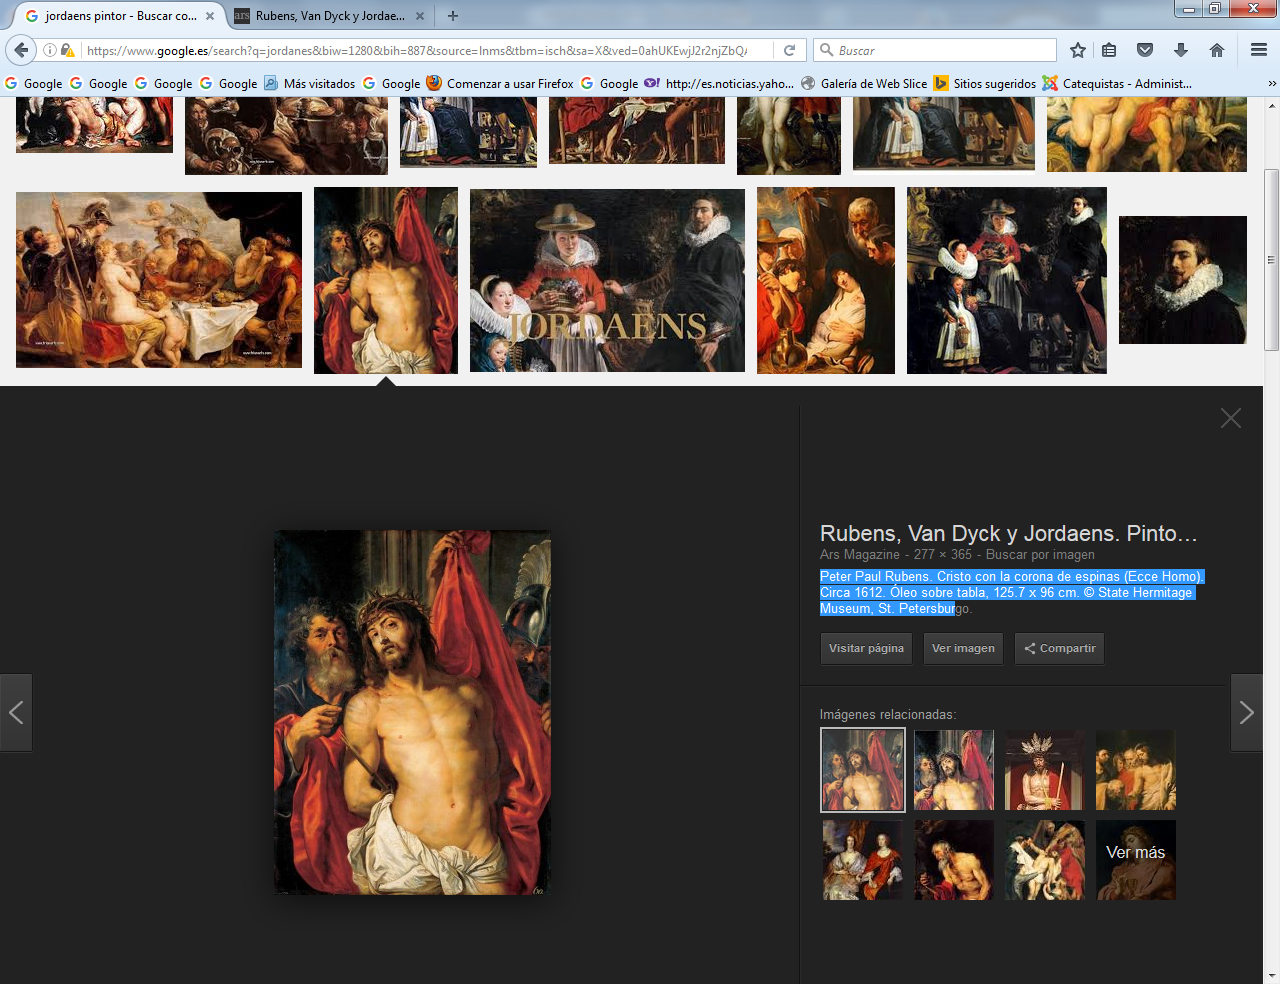 jordaens pintor - Buscar co...
ars Rubens, Van Dyck y Jordae...
https://www.google.es/search?q=jordanes&biw=1280&bih=887&source=lnms&tbm=isch&sa=X&ved=0ahUKEwjJ2r2njZbQA
Buscar
Google Google Google Google Más visitados Google Comenzar a usar Firefox Google http://es.noticias.yaho... Galería de Web Slice Sitios sugeridos Catequistas - Administ... »
JORDAENS
Rubens, Van Dyck y Jordaens. Pinto...
Ars Magazine - 277 × 365 - Buscar por imagen
Peter Paul Rubens. Cristo con la corona de espinas (Ecce Homo).
Circa 1612. Óleo sobre tabla, 125.7 x 96 cm. © State Hermitage
Museum, St. Petersburgo.
Visitar página Ver imagen Compartir
Imágenes relacionadas:
Ver más